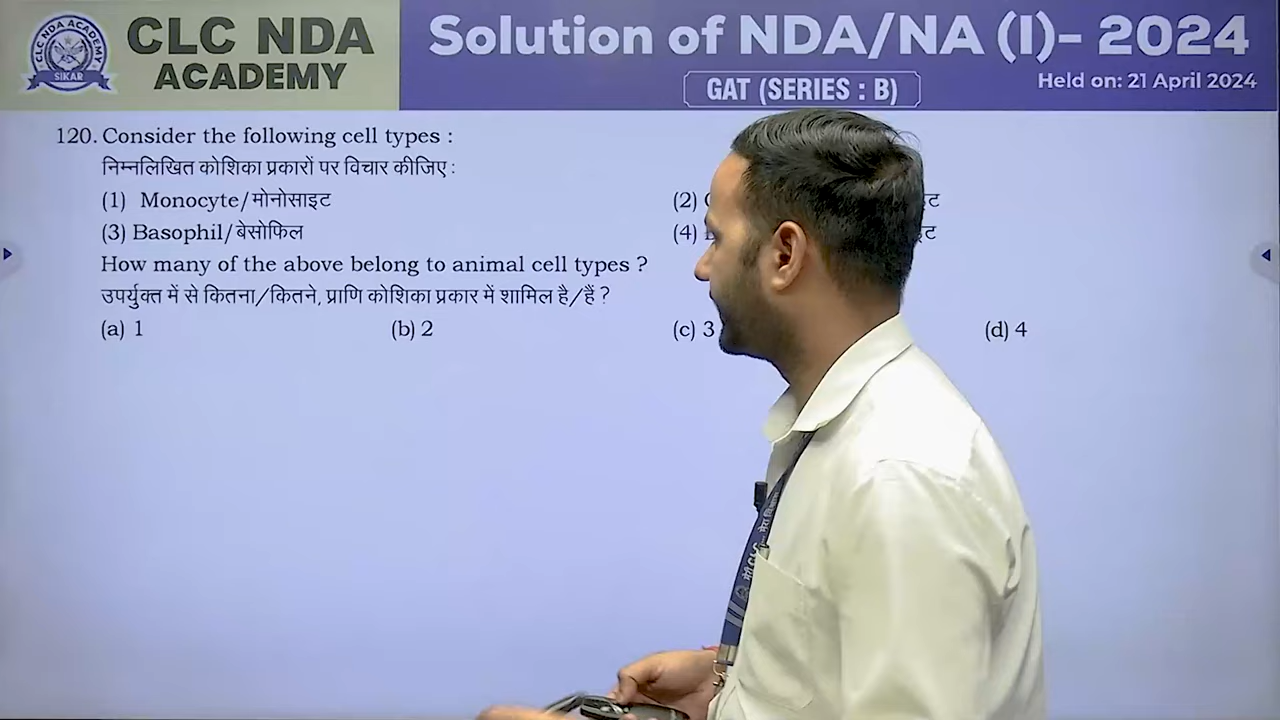 CLC NDA ACADEMY
SIKAR
CLC NDA
ACADEMY
Solution of NDA/NA (I)- 2024
GAT (SERIES : B)
Held on: 21 April 2024
120. Consider the following cell types :
निम्नलिखित कोशिका प्रकारों पर विचार कीजिए :
(1) Monocyte/मोनोसाइट
(2)
(3) Basophil/बेसोफिल
(4)
How many of the above belong to animal cell types ?
उपर्युक्त में से कितना/कितने, प्राणि कोशिका प्रकार में शामिल है/हैं ?
(a) 1
(b) 2
(c) 3
(d) 4